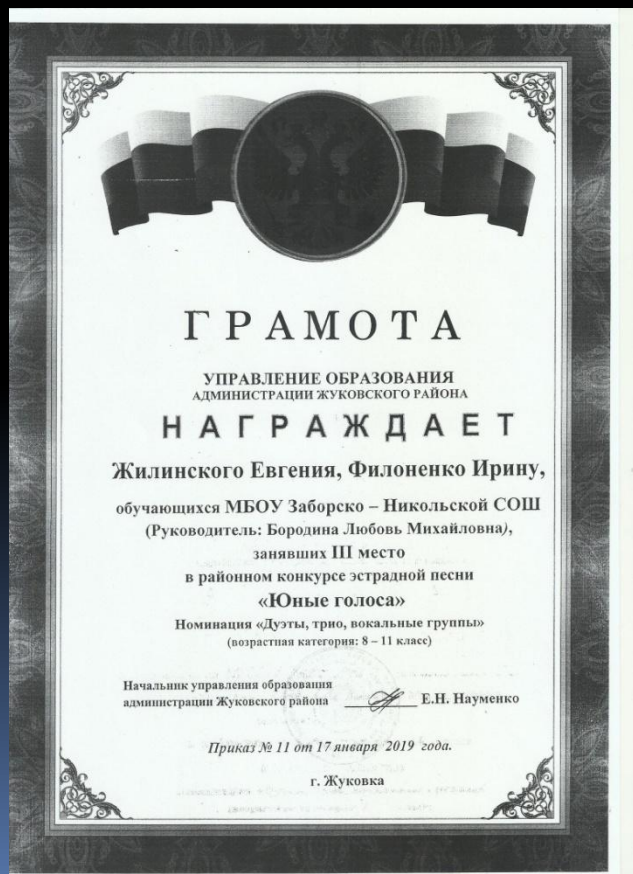 ГРАМОТА
УПРАВЛЕНИЕ ОБРАЗОВАНИЯ
АДМИНИСТРАЦИИ ЖУКОВСКОГО РАЙОНА
НАГРАЖДАЕТ
Жилинского Евгения, Филоненко Ирину,
обучающихся МБОУ Заборско – Никольской СОШ
(Руководитель: Бородина Любовь Михайловна),
занявших III место
в районном конкурсе эстрадной песни
«Юные голоса»
Номинация «Дуэты, трио, вокальные группы»
(возрастная категория: 8 – 11 класс)
Начальник управления образования
администрации Жуковского района Е.Н. Науменко
Приказ № 11 от 17 января 2019 года.
г. Жуковка